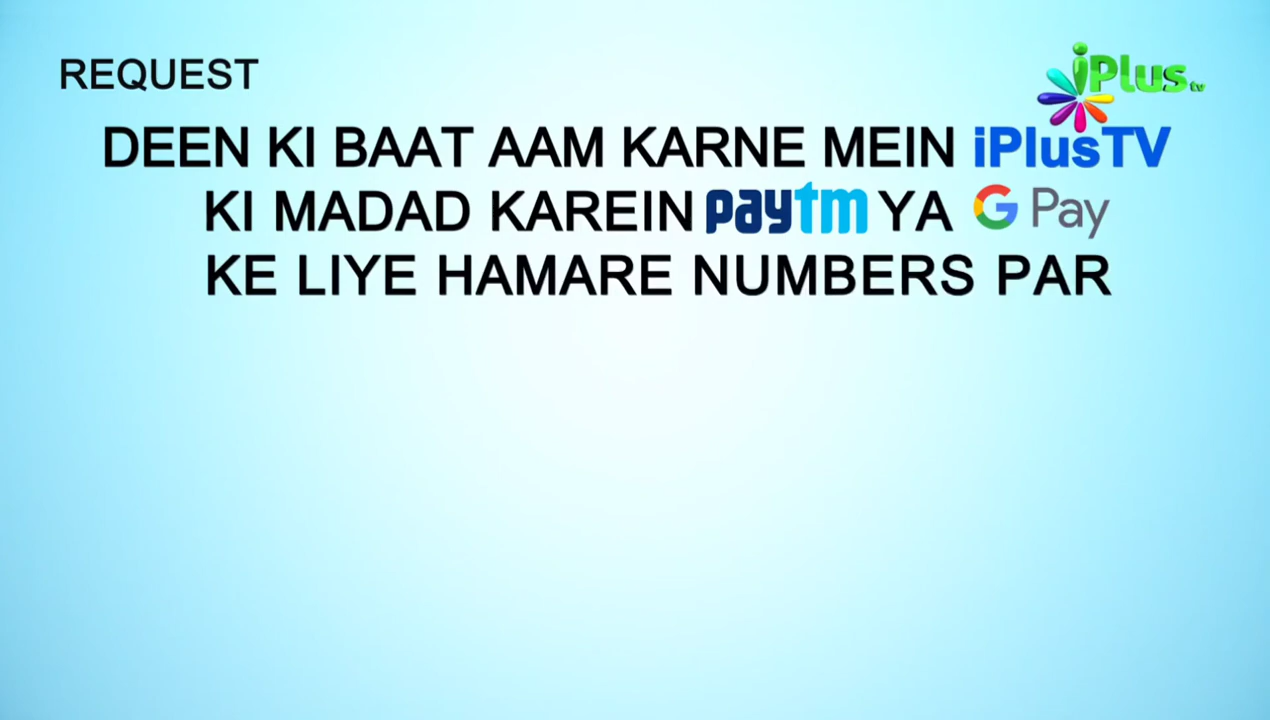 REQUEST
iPlus tv
DEEN KI BAAT AAM KARNE MEIN iPlusTV
KI MADAD KAREIN paytm YA G Pay
KE LIYE HAMARE NUMBERS PAR